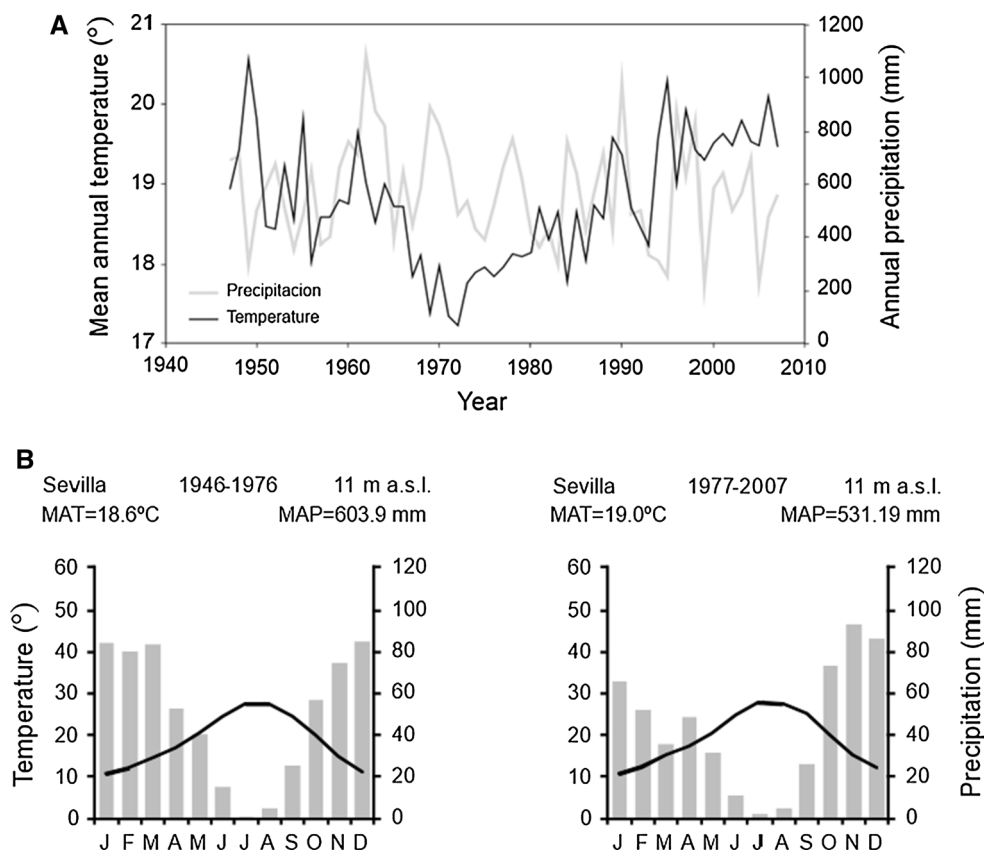 A
Mean annual temperature (°)
21
20
19
18
17
1200
1000
800
600
400
200
0
Annual precipitation (mm)
Precipitacion
Temperature
1940 1950 1960 1970 1980 1990 2000 2010
Year
B
Sevilla 1946-1976 11 m a.s.l.
MAT=18.6ºC MAP=603.9 mm
Temperature (°)
60
50
40
30
20
10
0
120
100
80
60
40
20
0
J F M A M J J A S O N D
Sevilla 1977-2007 11 m a.s.l.
MAT=19.0ºC MAP=531.19 mm
60
50
40
30
20
10
0
120
100
80
60
40
20
0
Precipitation (mm)
J F M A M J J A S O N D